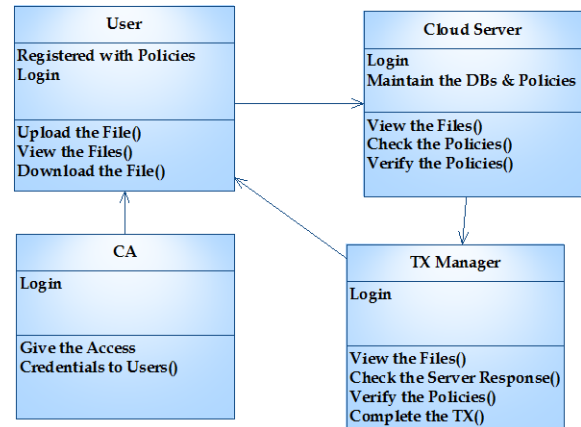 User
Registered with Policies
Login
Upload the File()
View the Files()
Download the File()
Cloud Server
Login
Maintain the DBs & Policies
View the Files()
Check the Policies()
Verify the Policies()
CA
Login
Give the Access
Credentials to Users()
TX Manager
Login
View the Files()
Check the Server Response()
Verify the Policies()
Complete the TX()